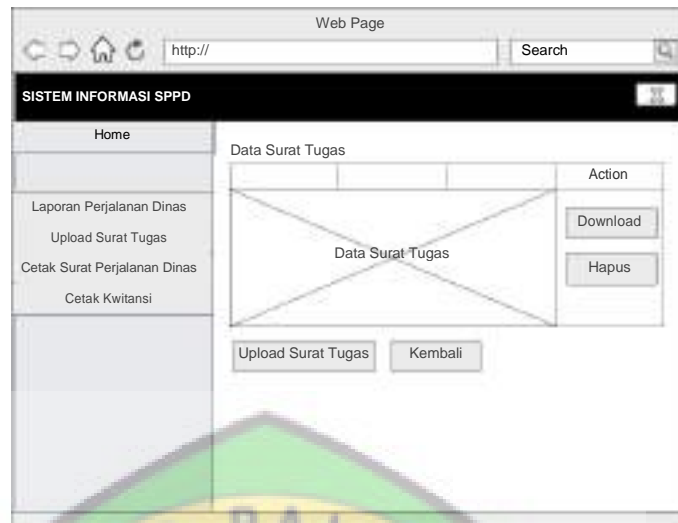 Web Page
http://
Search
SISTEM INFORMASI SPPD
Home
Laporan Perjalanan Dinas
Upload Surat Tugas
Cetak Surat Perjalanan Dinas
Cetak Kwitansi
Data Surat Tugas
Action
Data Surat Tugas
Download
Hapus
Upload Surat Tugas
Kembali